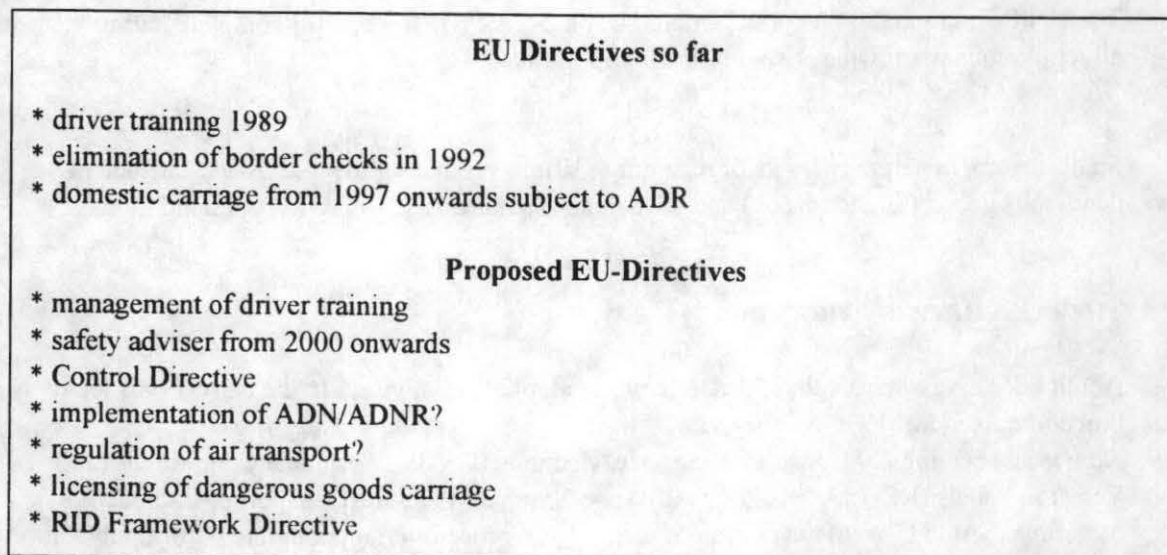 EU Directives so far
* driver training 1989
* elimination of border checks in 1992
* domestic carriage from 1997 onwards subject to ADR
Proposed EU-Directives
* management of driver training
* safety adviser from 2000 onwards
* Control Directive
* implementation of ADN/ADNR?
* regulation of air transport?
* licensing of dangerous goods carriage
* RID Framework Directive